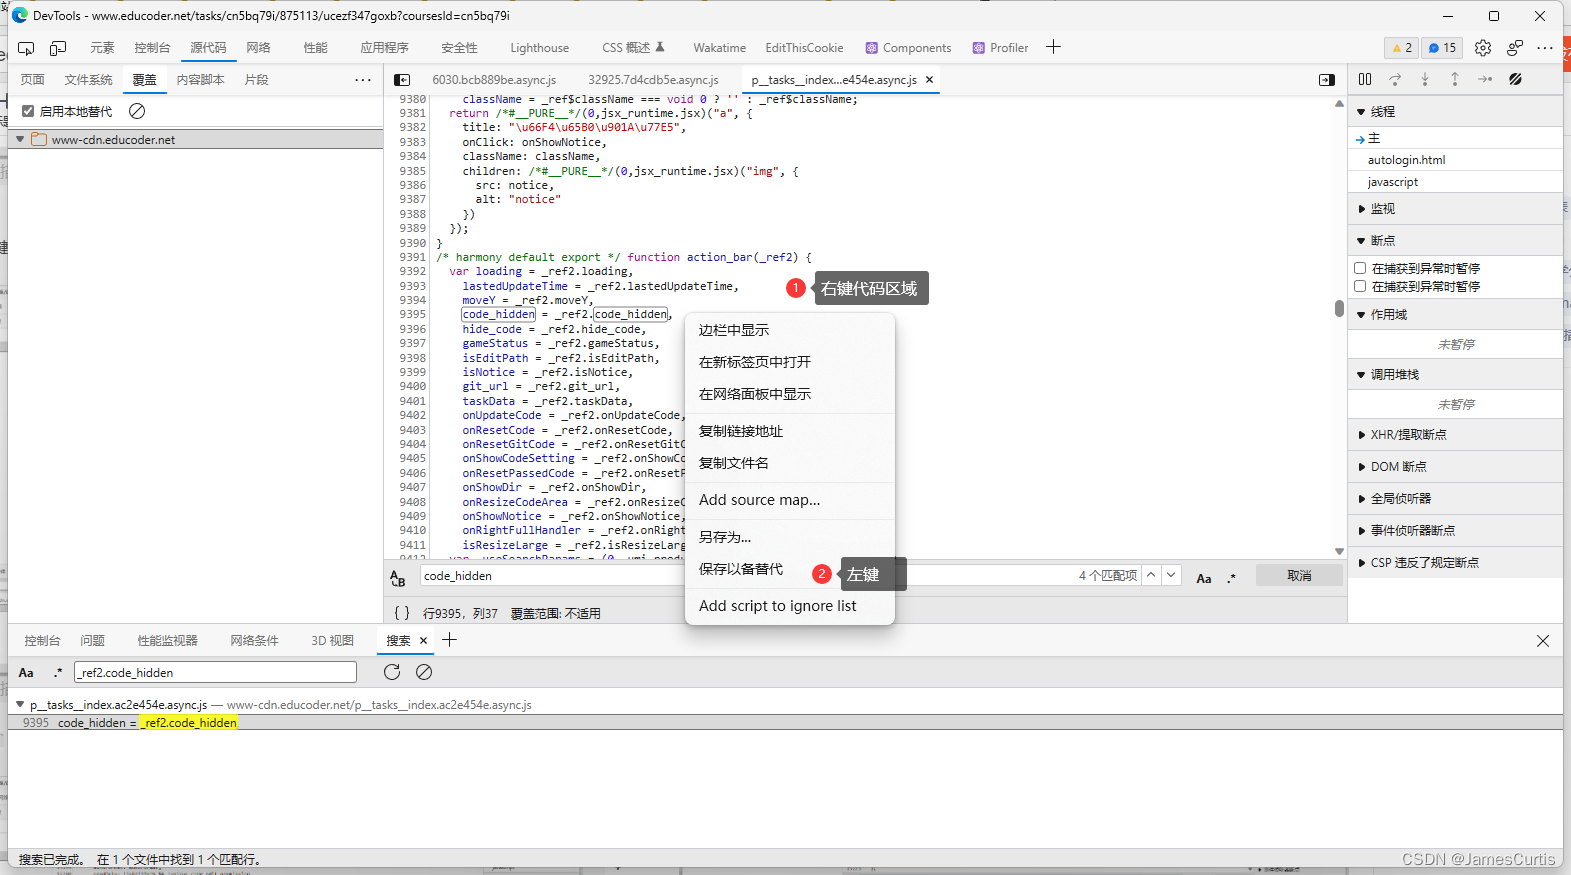 DevTools - www.educoder.net/tasks/cn5bq79i/875113/ucezf347goxb?coursesId=cn5bq79i
元素 控制台 源代码 网络 性能 应用程序 安全性 Lighthouse CSS 概述 Wakatime EditThisCookie Components Profiler 2 15
页面 文件系统 覆盖 内容脚本 片段
6030.bcb889be.async.js 32925.7d4cdb5e.async.js p__tasks__index...e454e.async.js
启用本地替代
www-cdn.educoder.net
9380 className = _ref$className === void 0 ? '' : _ref$className;
9381 return /*#__PURE__*/(0,jsx_runtime.jsx)("a", {
9382 title: "\u66F4\u65B0\u901A\u77E5",
9383 onClick: onShowNotice,
9384 className: className,
9385 children: /*#__PURE__*/(0,jsx_runtime.jsx)("img", {
9386 src: notice,
9387 alt: "notice"
9388 })
9389 });
9390 }
9391 /* harmony default export */ function action_bar(_ref2) {
9392 var loading = _ref2.loading,
9393 lastedUpdateTime = _ref2.lastedUpdateTime,
9394 moveY = _ref2.moveY,
9395 code_hidden = _ref2.code_hidden,
9396 hide_code = _ref2.hide_code,
9397 gameStatus = _ref2.gameStatus,
9398 isEditPath = _ref2.isEditPath,
9399 isNotice = _ref2.isNotice,
9400 git_url = _ref2.git_url,
9401 taskData = _ref2.taskData,
9402 onUpdateCode = _ref2.onUpdateCode,
9403 onResetCode = _ref2.onResetCode,
9404 onResetGitCode = _ref2.onResetGitC
9405 onShowCodeSetting = _ref2.onShowCo
9406 onResetPassedCode = _ref2.onResetP
9407 onShowDir = _ref2.onShowDir,
9408 onResizeCodeArea = _ref2.onResizeC
9409 onShowNotice = _ref2.onShowNotice,
9410 onRightFullHandler = _ref2.onRight
9411 isResizeLarge = _ref2.isResizeLarg
1 右键代码区域
边栏中显示
在新标签页中打开
在网络面板中显示
复制链接地址
复制文件名
Add source map...
另存为...
保存以备替代
Add script to ignore list
2 左键
code_hidden 4 个匹配项 Aa .* 取消
{ } 行9395，列37 覆盖范围: 不适用
线程
主
autologin.html
javascript
监视
断点
在捕获到异常时暂停
在捕获到异常时暂停
作用域
未暂停
调用堆栈
未暂停
XHR/提取断点
DOM 断点
全局侦听器
事件侦听器断点
CSP 违反了规定断点
控制台 问题 性能监视器 网络条件 3D 视图 搜索
Aa .* _ref2.code_hidden
p__tasks__index.ac2e454e.async.js — www-cdn.educoder.net/p__tasks__index.ac2e454e.async.js
9395 code_hidden = _ref2.code_hidden
搜索已完成。 在 1 个文件中找到 1 个匹配行。
CSDN @JamesCurtis